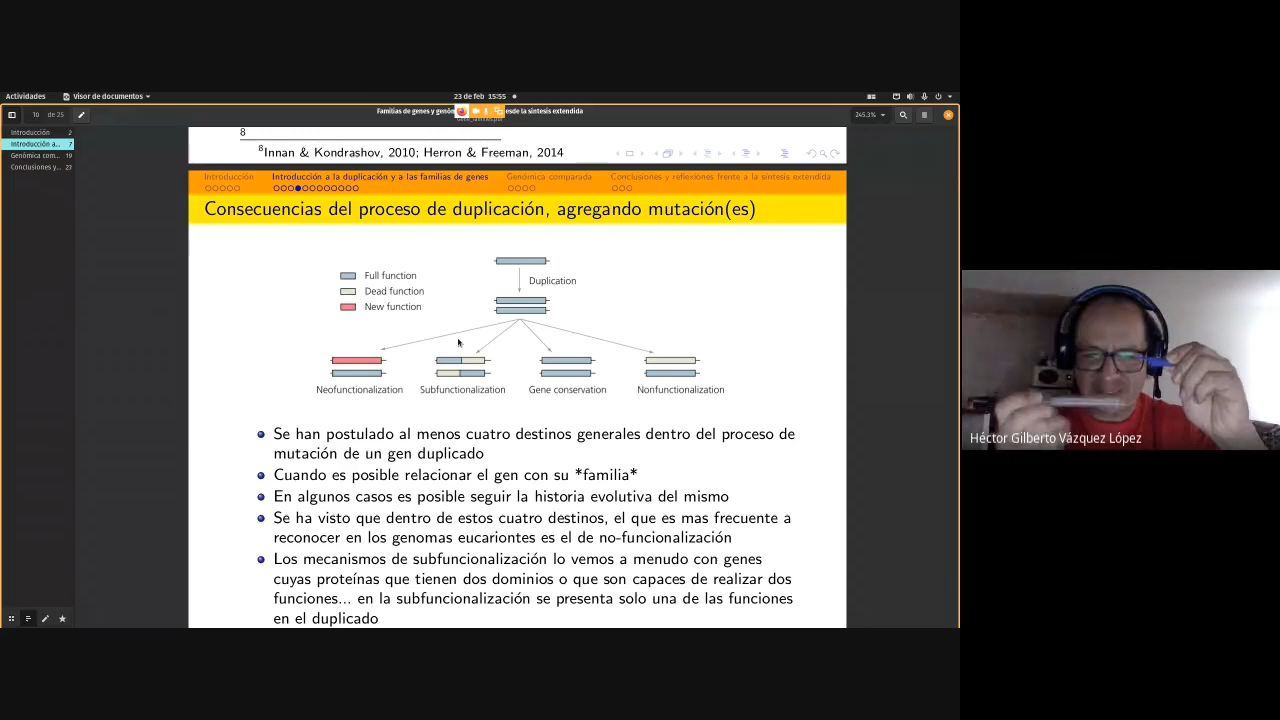 Actividades
Visor de documentos
23 de feb 15:55
10 de 25
Familias de genes y genóm
esde la síntesis extendida
245.3%
Introducción 2
Introducción a... 7
Genómica com... 19
Conclusiones y... 23
8
8Innan & Kondrashov, 2010; Herron & Freeman, 2014
Introducción Introducción a la duplicación y a las familias de genes Genómica comparada Conclusiones y reflexiones frente a la síntesis extendida
Consecuencias del proceso de duplicación, agregando mutación(es)
Full function
Dead function
New function
Duplication
Neofunctionalization Subfunctionalization Gene conservation Nonfunctionalization
Se han postulado al menos cuatro destinos generales dentro del proceso de
mutación de un gen duplicado
Cuando es posible relacionar el gen con su *familia*
En algunos casos es posible seguir la historia evolutiva del mismo
Se ha visto que dentro de estos cuatro destinos, el que es mas frecuente a
reconocer en los genomas eucariontes es el de no-funcionalización
Los mecanismos de subfuncionalización lo vemos a menudo con genes
cuyas proteínas que tienen dos dominios o que son capaces de realizar dos
funciones... en la subfuncionalización se presenta solo una de las funciones
en el duplicado
Héctor Gilberto Vázquez López